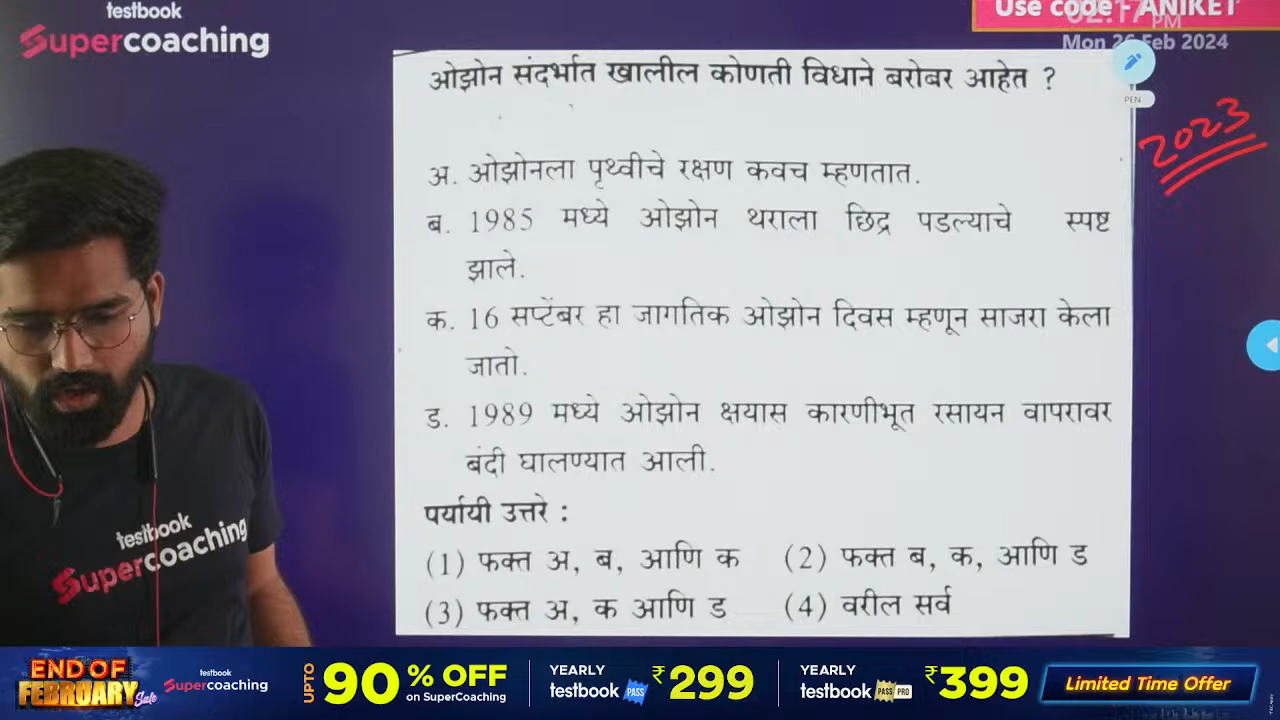 testbook
Supercoaching
Use code - ANIKET
02:17 PM
Mon 26 Feb 2024
ओझोन संदर्भात खालील कोणती विधाने बरोबर आहेत ?
PEN
2023
अ. ओझोनला पृथ्वीचे रक्षण कवच म्हणतात.
ब. 1985 मध्ये ओझोन थराला छिद्र पडल्याचे स्पष्ट
झाले.
क. 16 सप्टेंबर हा जागतिक ओझोन दिवस म्हणून साजरा केला
जातो.
ड. 1989 मध्ये ओझोन क्षयास कारणीभूत रसायन वापरावर
बंदी घालण्यात आली.
पर्यायी उत्तरे :
(1) फक्त अ, ब, आणि क (2) फक्त ब, क, आणि ड
(3) फक्त अ, क आणि ड (4) वरील सर्व
testbook
Supercoaching
END OF
FEBRUARY
Sale
testbook
Supercoaching
UPTO 90% OFF
on SuperCoaching
YEARLY
testbook PASS
₹299
YEARLY
testbook PASS PRO
₹399
Limited Time Offer